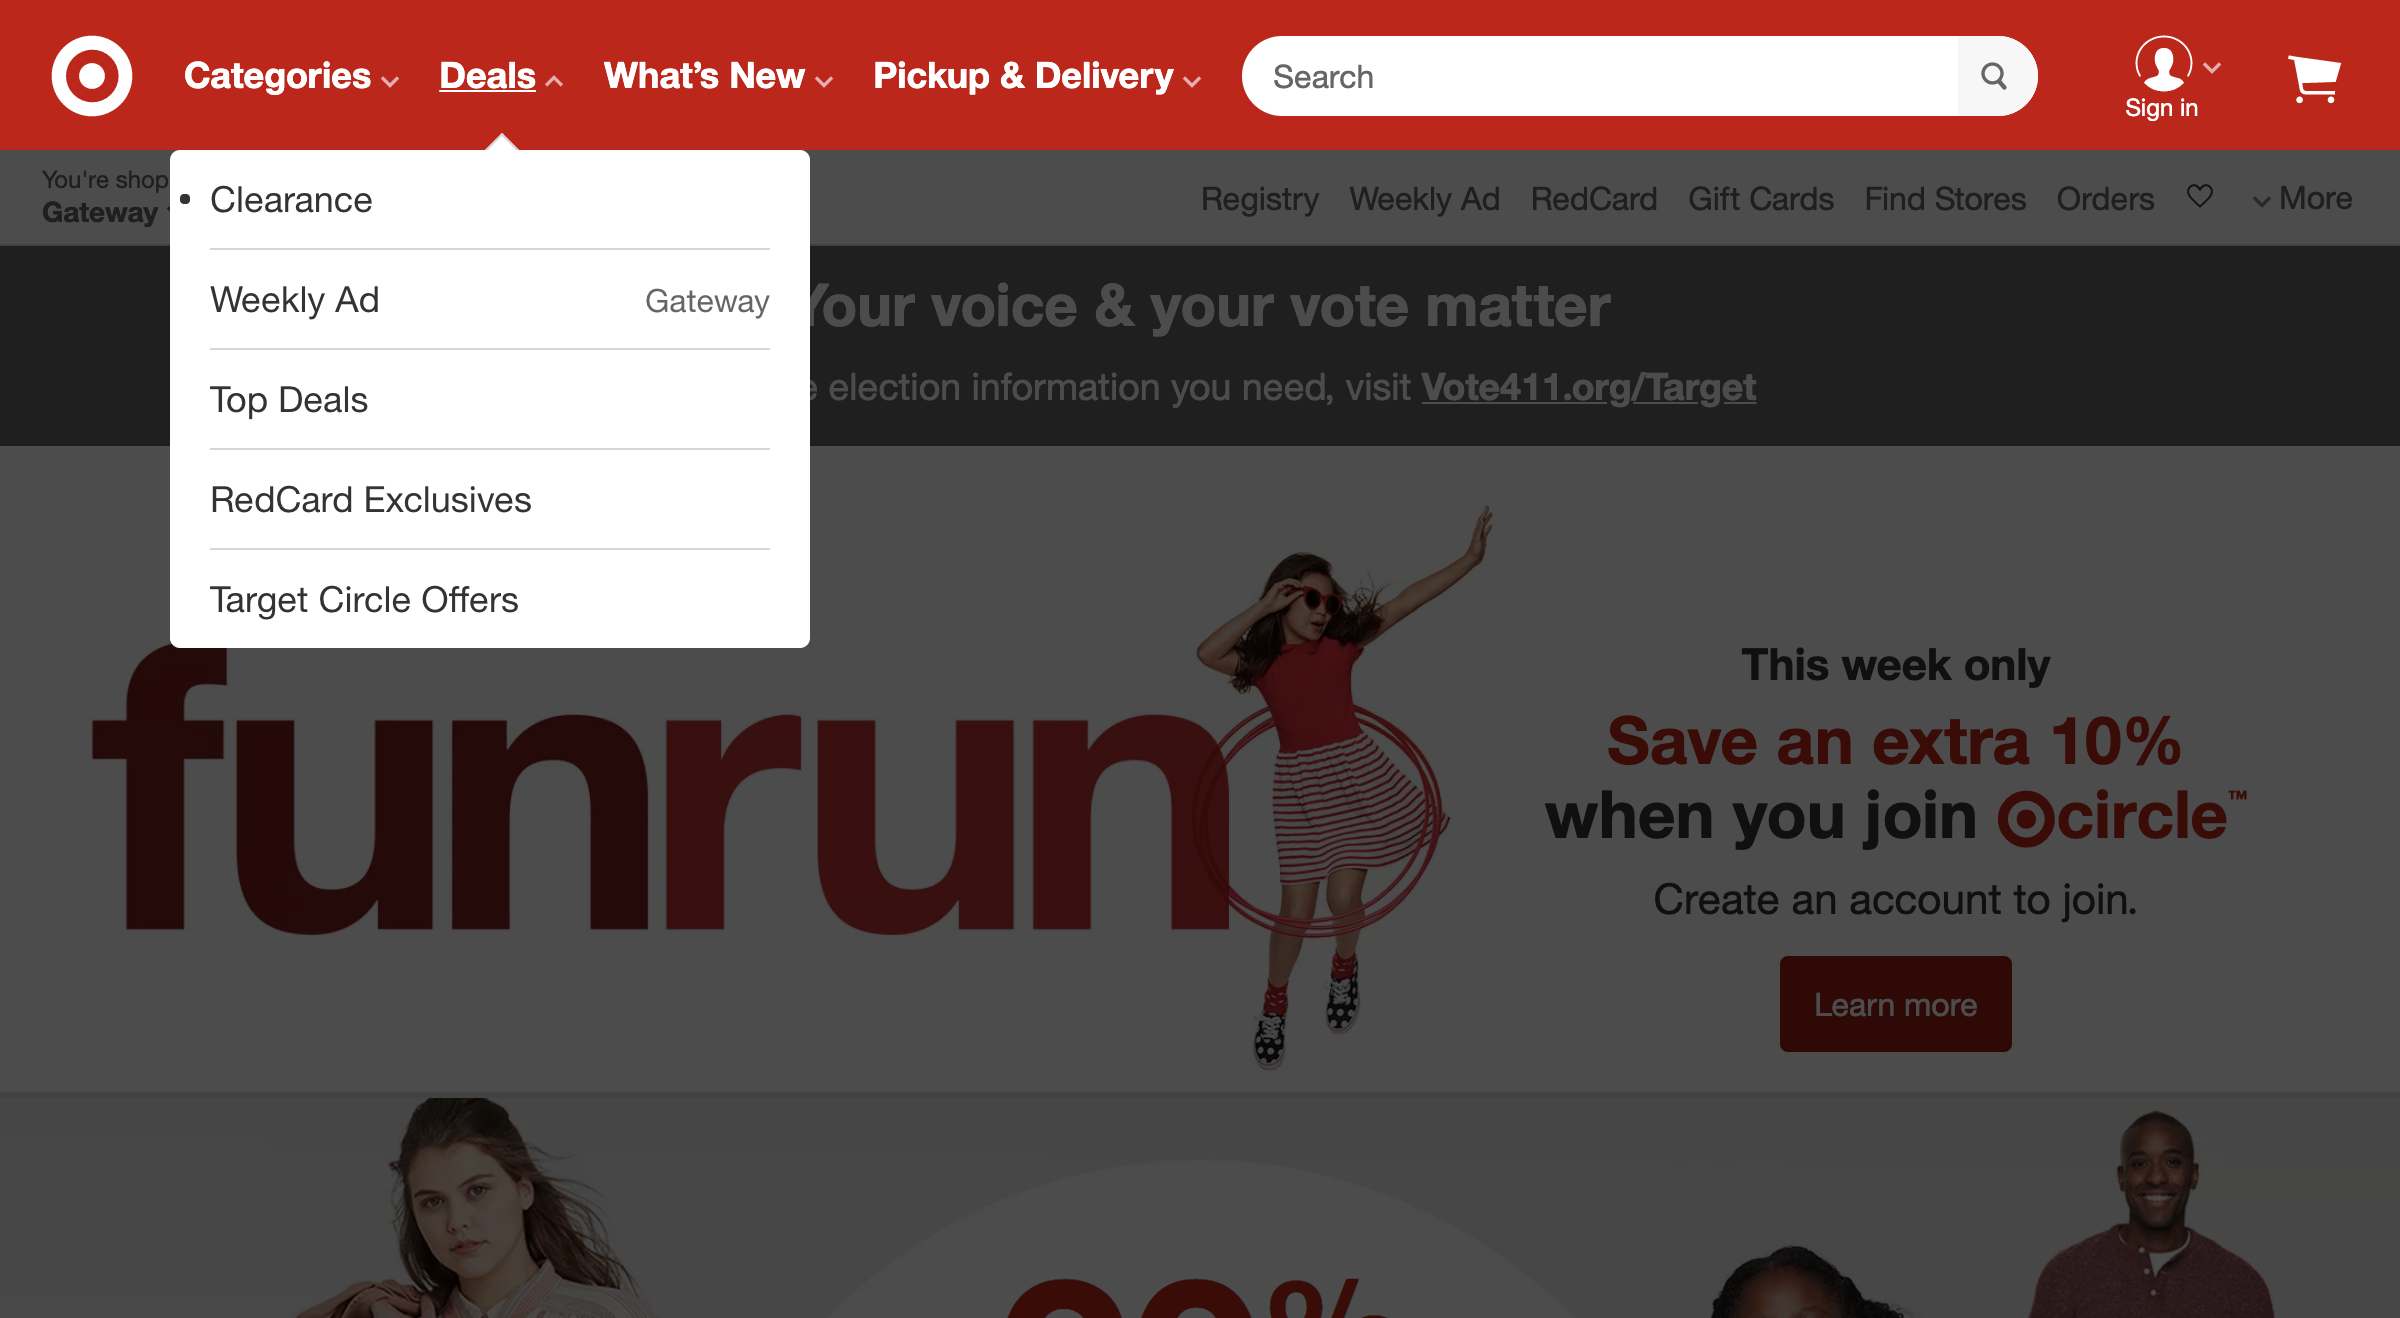 Categories Deals What's New Pickup & Delivery Search Sign in
You're shop
Gateway
Registry Weekly Ad RedCard Gift Cards Find Stores Orders More
Clearance
Weekly Ad Gateway
Top Deals
RedCard Exclusives
Target Circle Offers
Your voice & your vote matter
election information you need, visit Vote411.org/Target
funrun
This week only
Save an extra 10%
when you join circle™
Create an account to join.
Learn more